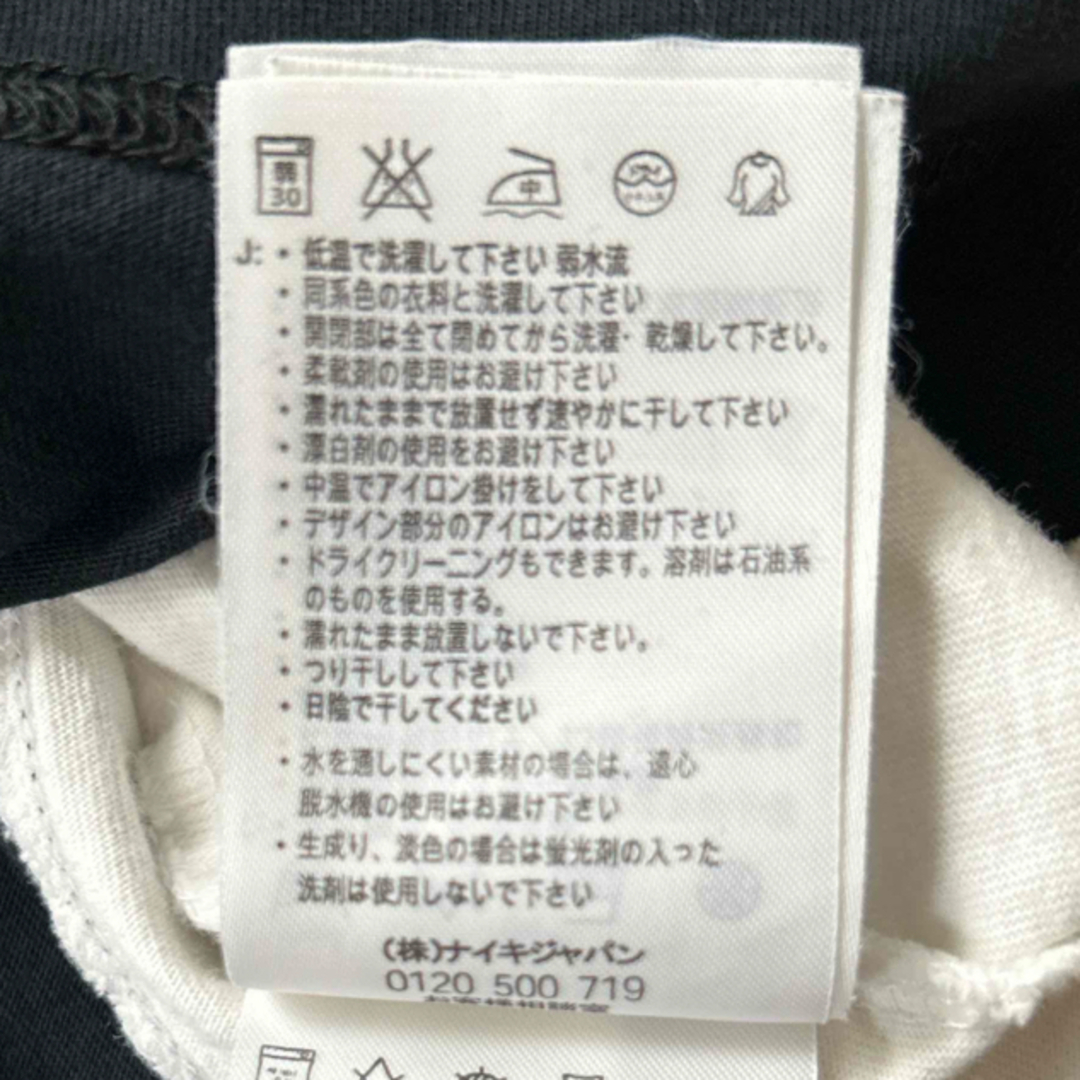 弱
30
中
J: ・ 低温で洗濯して下さい 弱水流
・ 同系色の衣料と洗濯して下さい
・ 開閉部は全て閉めてから洗濯・乾燥して下さい。
・ 柔軟剤の使用はお避け下さい
・ 濡れたままで放置せず速やかに干して下さい
・ 漂白剤の使用をお避け下さい
・ 中温でアイロン掛けをして下さい
・ デザイン部分のアイロンはお避け下さい
・ ドライクリーニングもできます。溶剤は石油系
のものを使用する。
・ 濡れたまま放置しないで下さい。
・ つり干しして下さい
・ 日陰で干してください
・ 水を通しにくい素材の場合は、遠心
脱水機の使用はお避け下さい
・ 生成り、淡色の場合は蛍光剤の入った
洗剤は使用しないで下さい
(株)ナイキジャパン
0120 500 719
お客様相談室